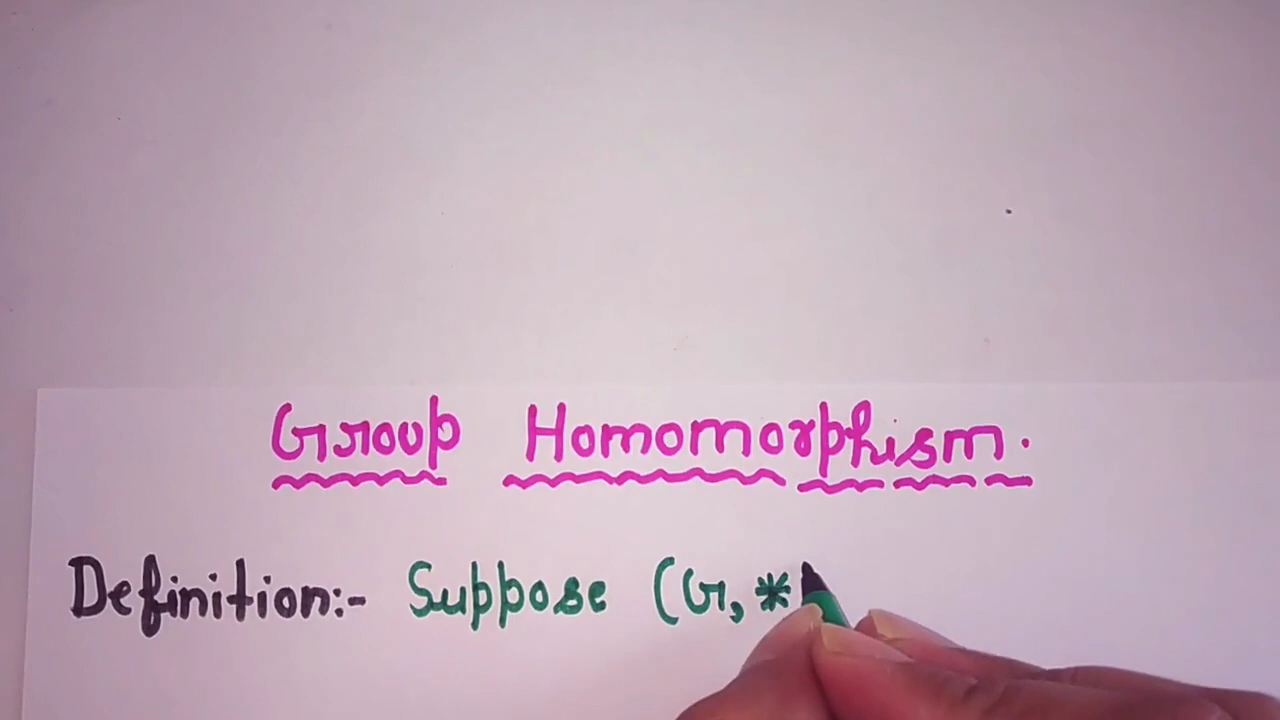 Group Homomorphism.
Definition:- Suppose (G, *